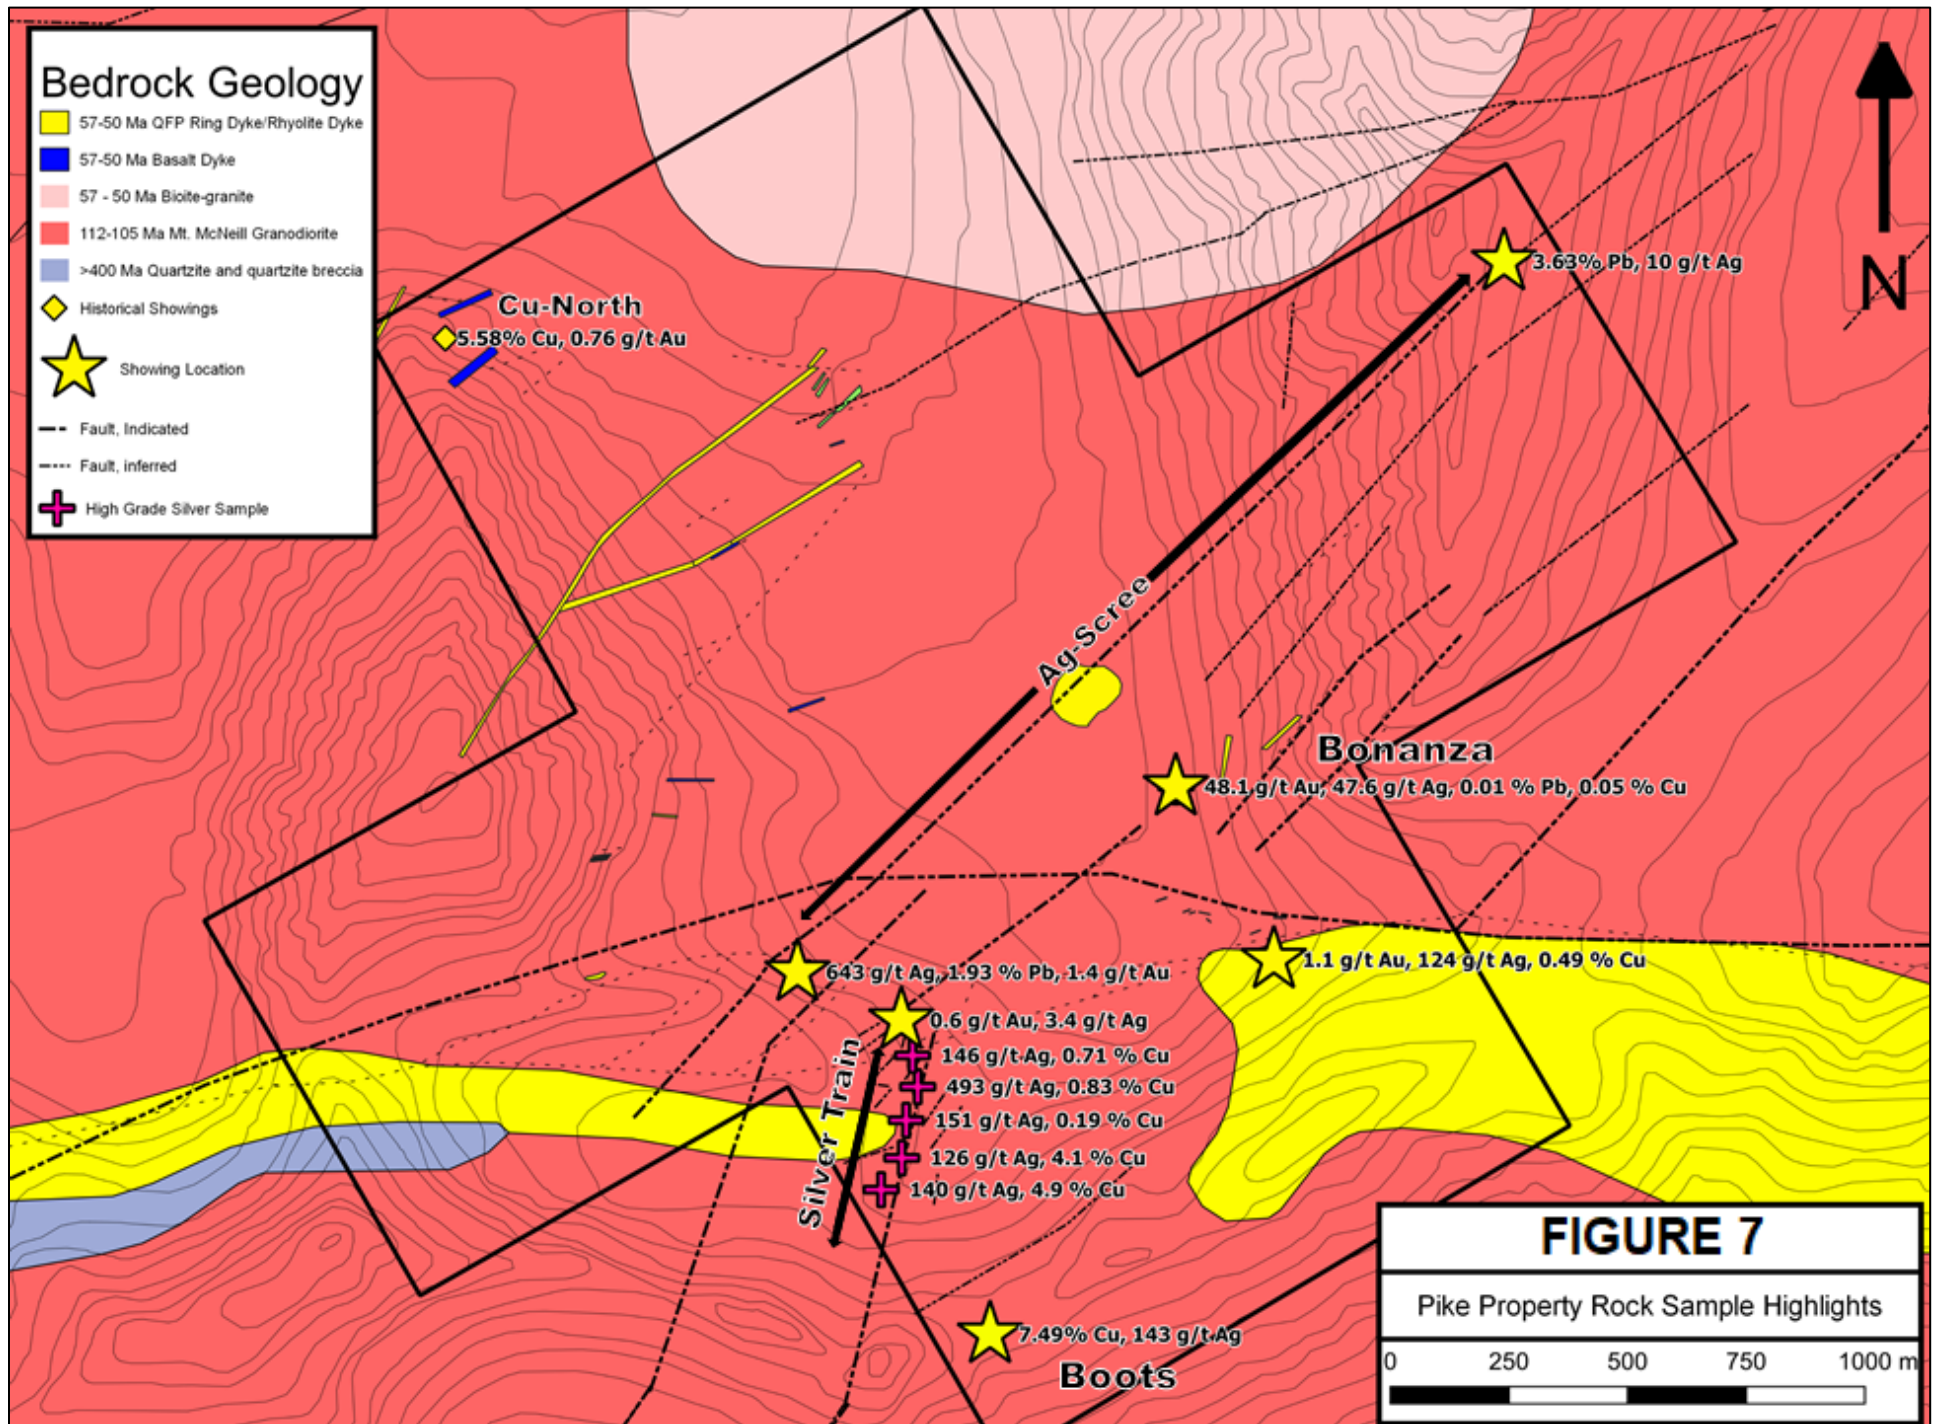 Bedrock Geology
57-50 Ma QFP Ring Dyke/Rhyolite Dyke
57-50 Ma Basalt Dyke
57 - 50 Ma Bioite-granite
112-105 Ma Mt. McNeill Granodiorite
>400 Ma Quartzite and quartzite breccia
Historical Showings
Showing Location
Fault, Indicated
Fault, inferred
High Grade Silver Sample
N
3.63% Pb, 10 g/t Ag
Cu-North
5.58% Cu, 0.76 g/t Au
Ag-Scree
Bonanza
48.1 g/t Au, 47.6 g/t Ag, 0.01 % Pb, 0.05 % Cu
1.1 g/t Au, 124 g/t Ag, 0.49 % Cu
643 g/t Ag, 1.93 % Pb, 1.4 g/t Au
0.6 g/t Au, 3.4 g/t Ag
146 g/t Ag, 0.71 % Cu
493 g/t Ag, 0.83 % Cu
151 g/t Ag, 0.19 % Cu
126 g/t Ag, 4.1 % Cu
140 g/t Ag, 4.9 % Cu
Silver Train
7.49% Cu, 143 g/t Ag
Boots
FIGURE 7
Pike Property Rock Sample Highlights
0 250 500 750 1000 m